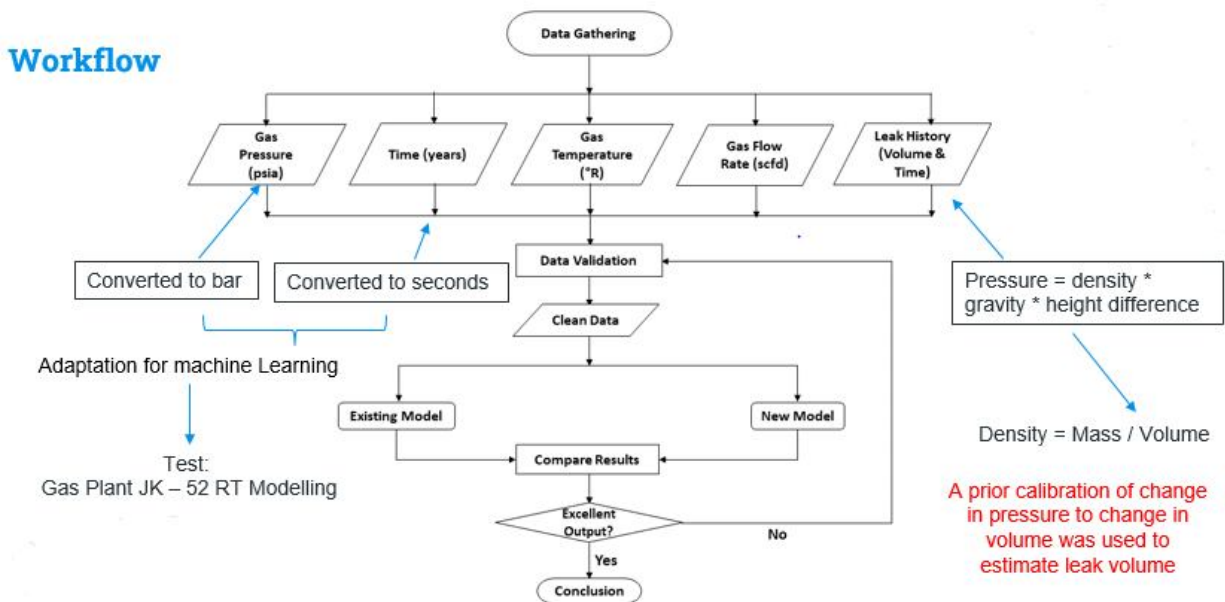 Workflow
Data Gathering
Gas
Pressure
(psia)
Time (years)
Gas
Temperature
(°R)
Gas Flow
Rate (scfd)
Leak History
(Volume &
Time)
Converted to bar
Converted to seconds
Data Validation
Pressure = density *
gravity * height difference
Clean Data
Adaptation for machine Learning
Existing Model
New Model
Density = Mass / Volume
Test:
Gas Plant JK – 52 RT Modelling
Compare Results
A prior calibration of change
in pressure to change in
volume was used to
estimate leak volume
Excellent
Output?
No
Yes
Conclusion